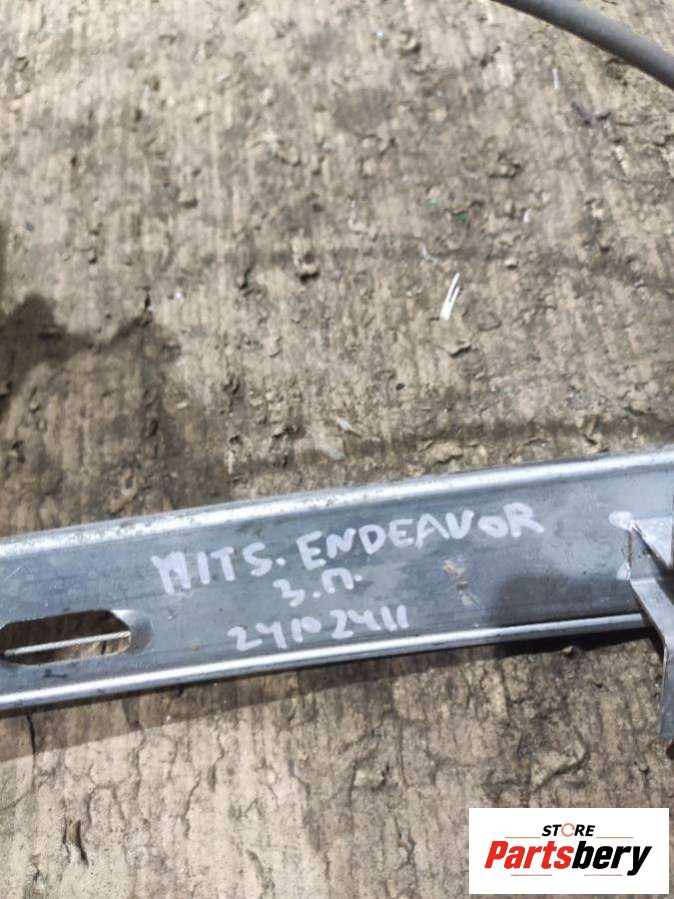 MITS. ENDEAVOR
З.П.
24102411
STORE
Partsbery